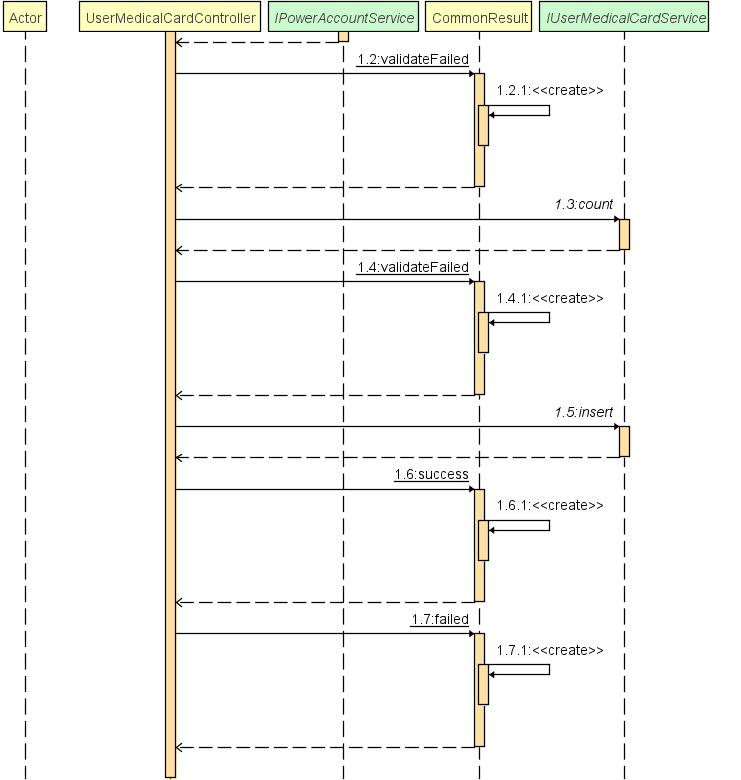 Actor
UserMedicalCardController
IPowerAccountService
CommonResult
IUserMedicalCardService
1.2:validateFailed
1.2.1:<<create>>
1.3:count
1.4:validateFailed
1.4.1:<<create>>
1.5:insert
1.6:success
1.6.1:<<create>>
1.7:failed
1.7.1:<<create>>